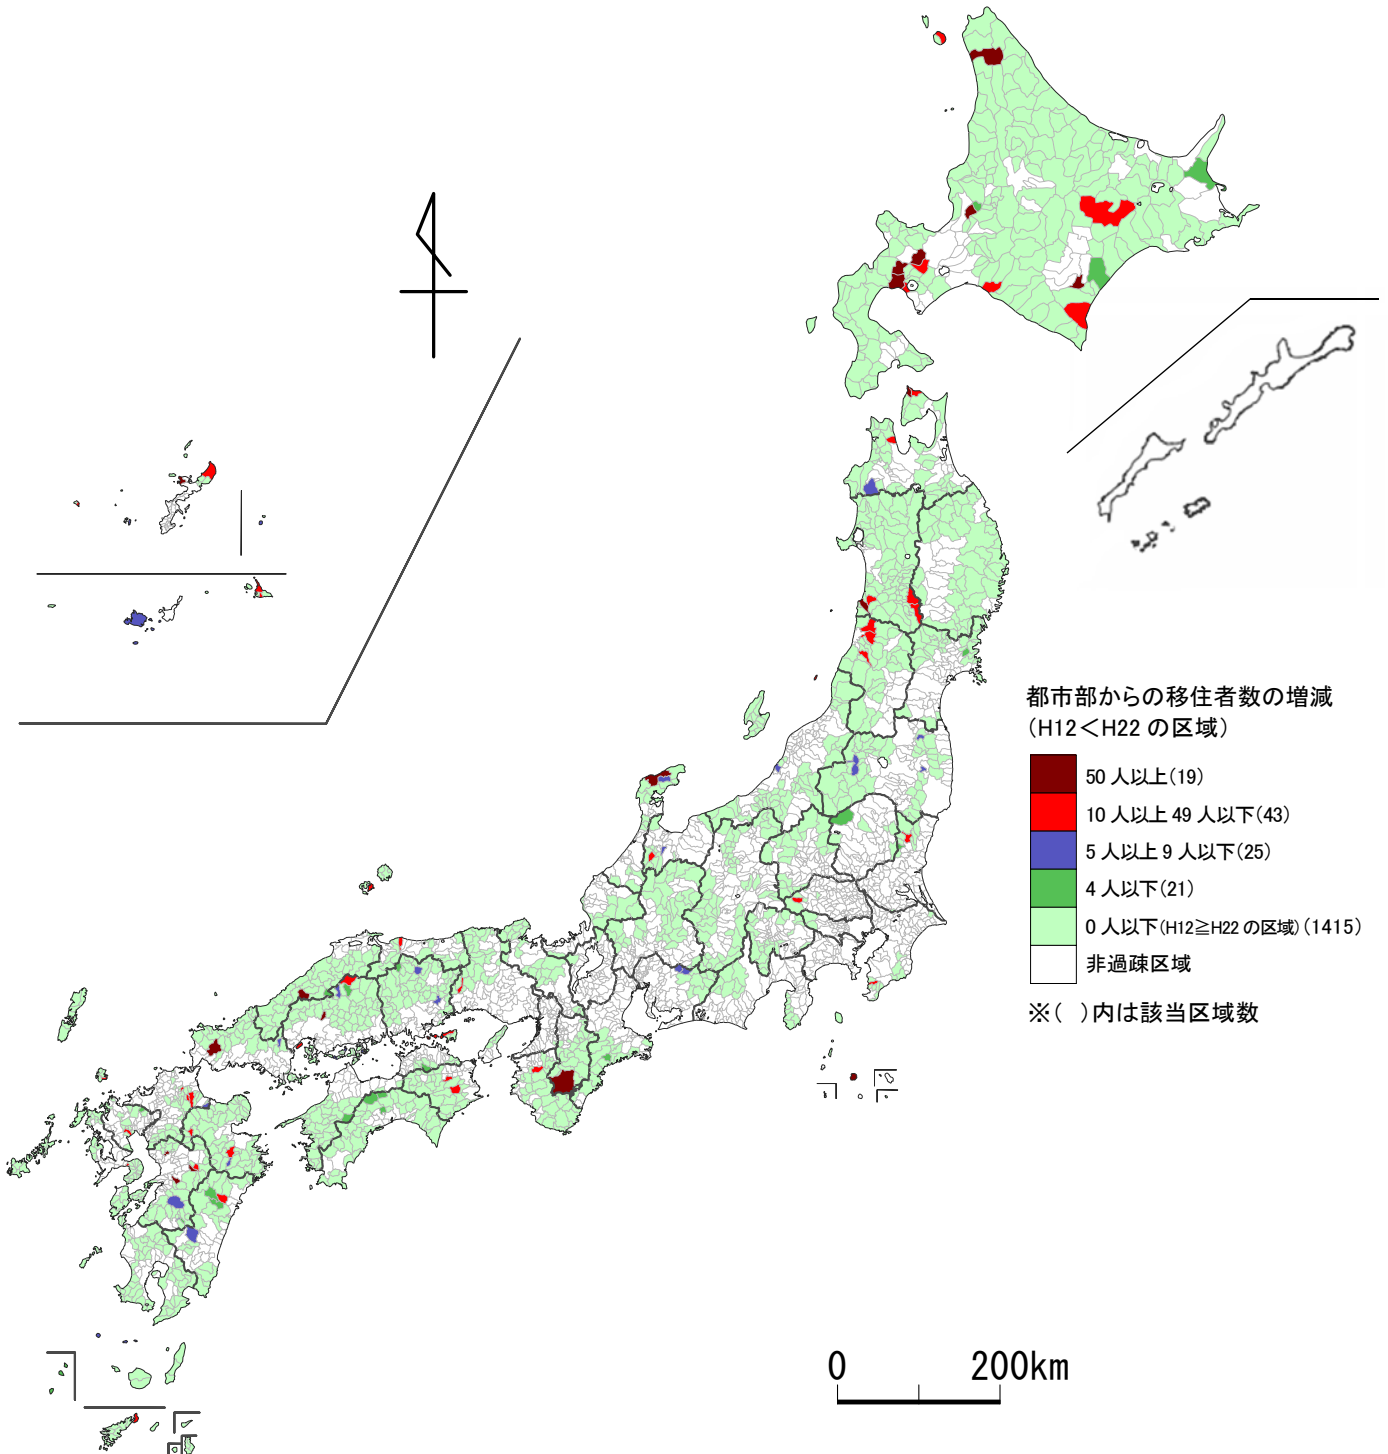 都市部からの移住者数の増減
(H12<H22 の区域)
50 人以上(19)
10 人以上 49 人以下(43)
5 人以上 9 人以下(25)
4 人以下(21)
0 人以下(H12≧H22 の区域)(1415)
非過疎区域
※( )内は該当区域数
0 200km